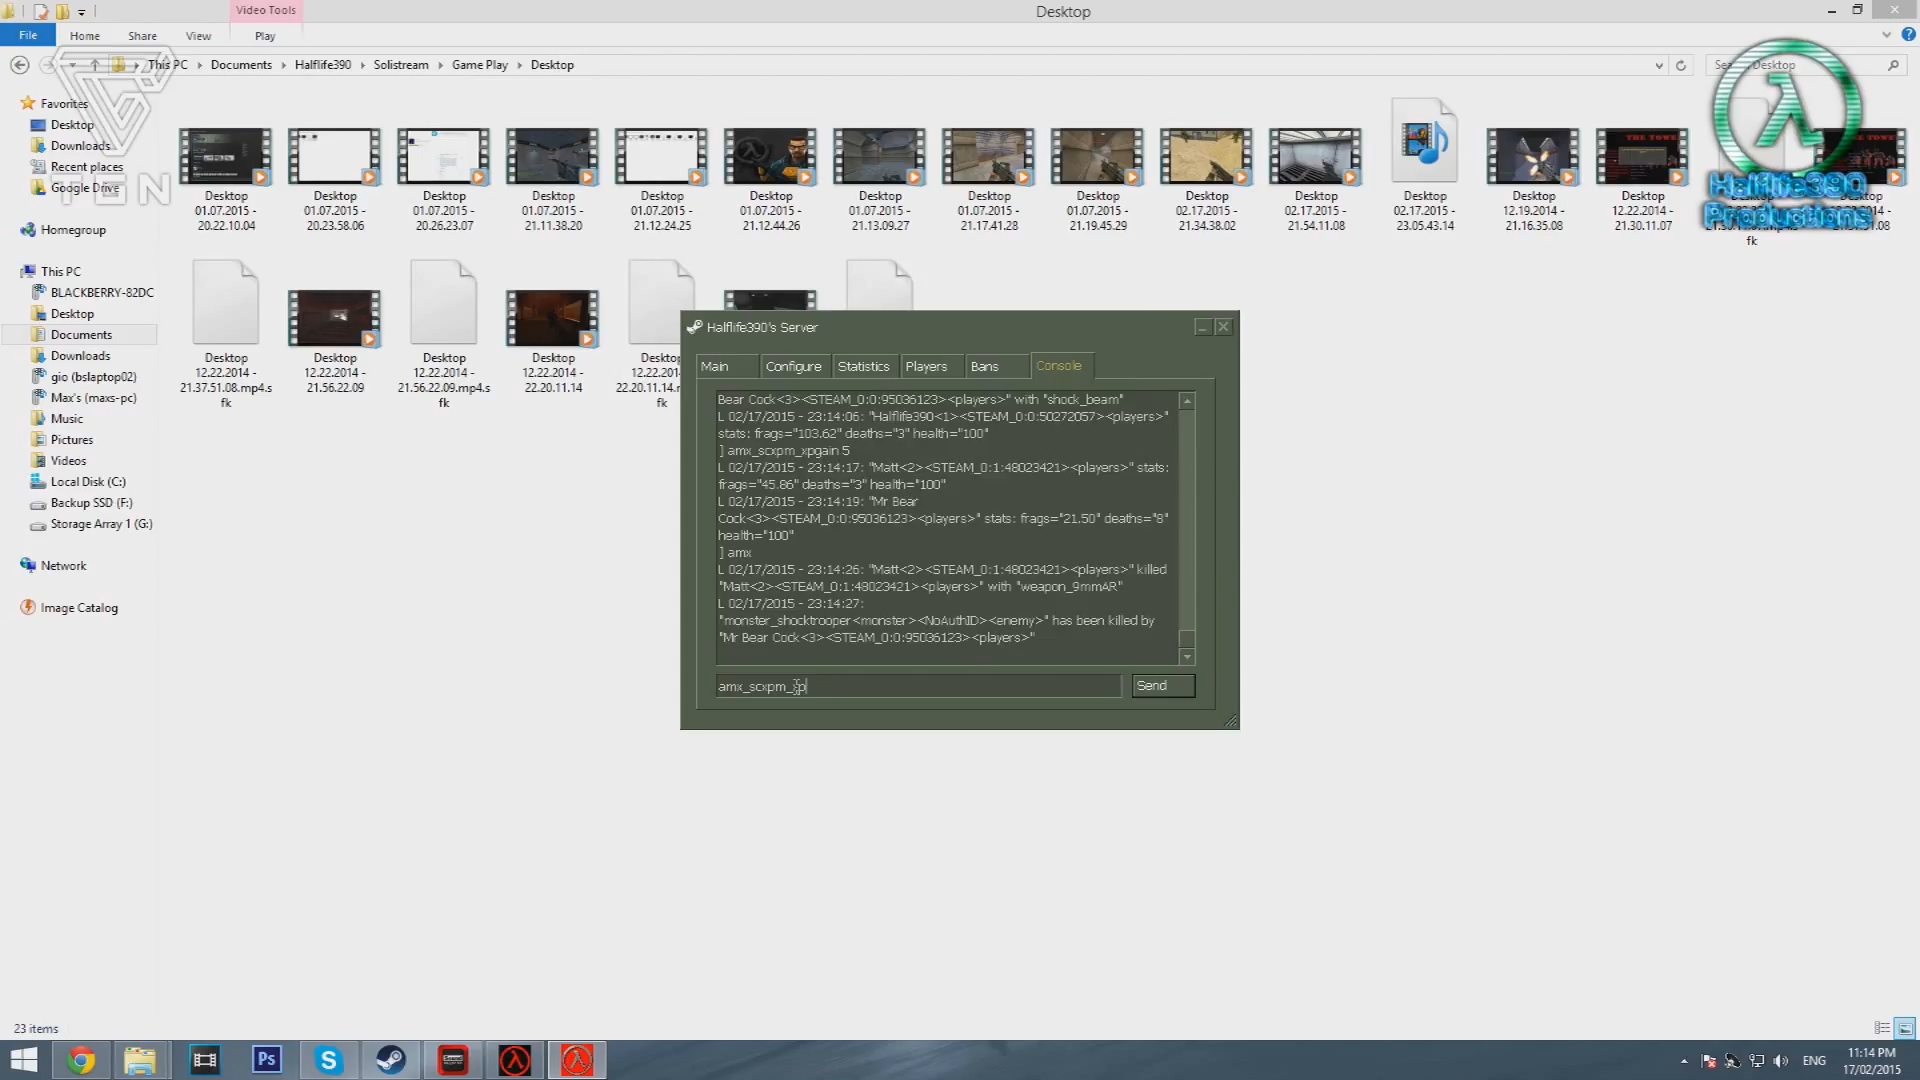 Video Tools
Desktop
File
Home
Share
View
Play
This PC
Documents
Halflife390
Solistream
Game Play
Desktop
Desktop
Favorites
Desktop
Downloads
Recent places
Google Drive
TGN
Homegroup
This PC
BLACKBERRY-82DC
Desktop
Documents
Downloads
gio (bslaptop02)
Max's (maxs-pc)
Music
Pictures
Videos
Local Disk (C:)
Backup SSD (F:)
Storage Array 1 (G:)
Network
Image Catalog
Desktop
01.07.2015 -
20.22.10.04
Desktop
01.07.2015 -
20.23.58.06
Desktop
01.07.2015 -
20.26.23.07
Desktop
01.07.2015 -
21.11.38.20
Desktop
01.07.2015 -
21.12.24.25
Desktop
01.07.2015 -
21.12.44.26
Desktop
01.07.2015 -
21.13.09.27
Desktop
01.07.2015 -
21.17.41.28
Desktop
01.07.2015 -
21.19.45.29
Desktop
02.17.2015 -
21.34.38.02
Desktop
02.17.2015 -
21.54.11.08
Desktop
02.17.2015 -
23.05.43.14
Desktop
12.19.2014 -
21.16.35.08
Desktop
12.22.2014 -
21.30.11.07
fk
Halflife390
Productions
Desktop
12.22.2014 -
21.37.51.08.mp4.s
fk
Desktop
12.22.2014 -
21.56.22.09
Desktop
12.22.2014 -
21.56.22.09.mp4.s
fk
Desktop
12.22.2014 -
22.20.11.14
12.22.2014 -
fk
Halflife390's Server
Main
Configure
Statistics
Players
Bans
Console
Bear Cock<3><STEAM_0:0:95036123><players>" with "shock_beam"
L 02/17/2015 - 23:14:06: "Halflife390<1><STEAM_0:0:50272057><players>"
stats: frags="103.62" deaths="3" health="100"
] amx_scxpm_xpgain 5
L 02/17/2015 - 23:14:17: "Matt<2><STEAM_0:1:48023421><players>" stats:
frags="45.86" deaths="3" health="100"
L 02/17/2015 - 23:14:19: "Mr Bear
Cock<3><STEAM_0:0:95036123><players>" stats: frags="21.50" deaths="8"
health="100"
] amx
L 02/17/2015 - 23:14:26: "Matt<2><STEAM_0:1:48023421><players>" killed
"Matt<2><STEAM_0:1:48023421><players>" with "weapon_9mmAR"
L 02/17/2015 - 23:14:27:
"monster_shocktrooper<monster><NoAuthID><enemy>" has been killed by
"Mr Bear Cock<3><STEAM_0:0:95036123><players>"
amx_scxpm_xp
Send
23 items
Ps
ENG
11:14 PM
17/02/2015